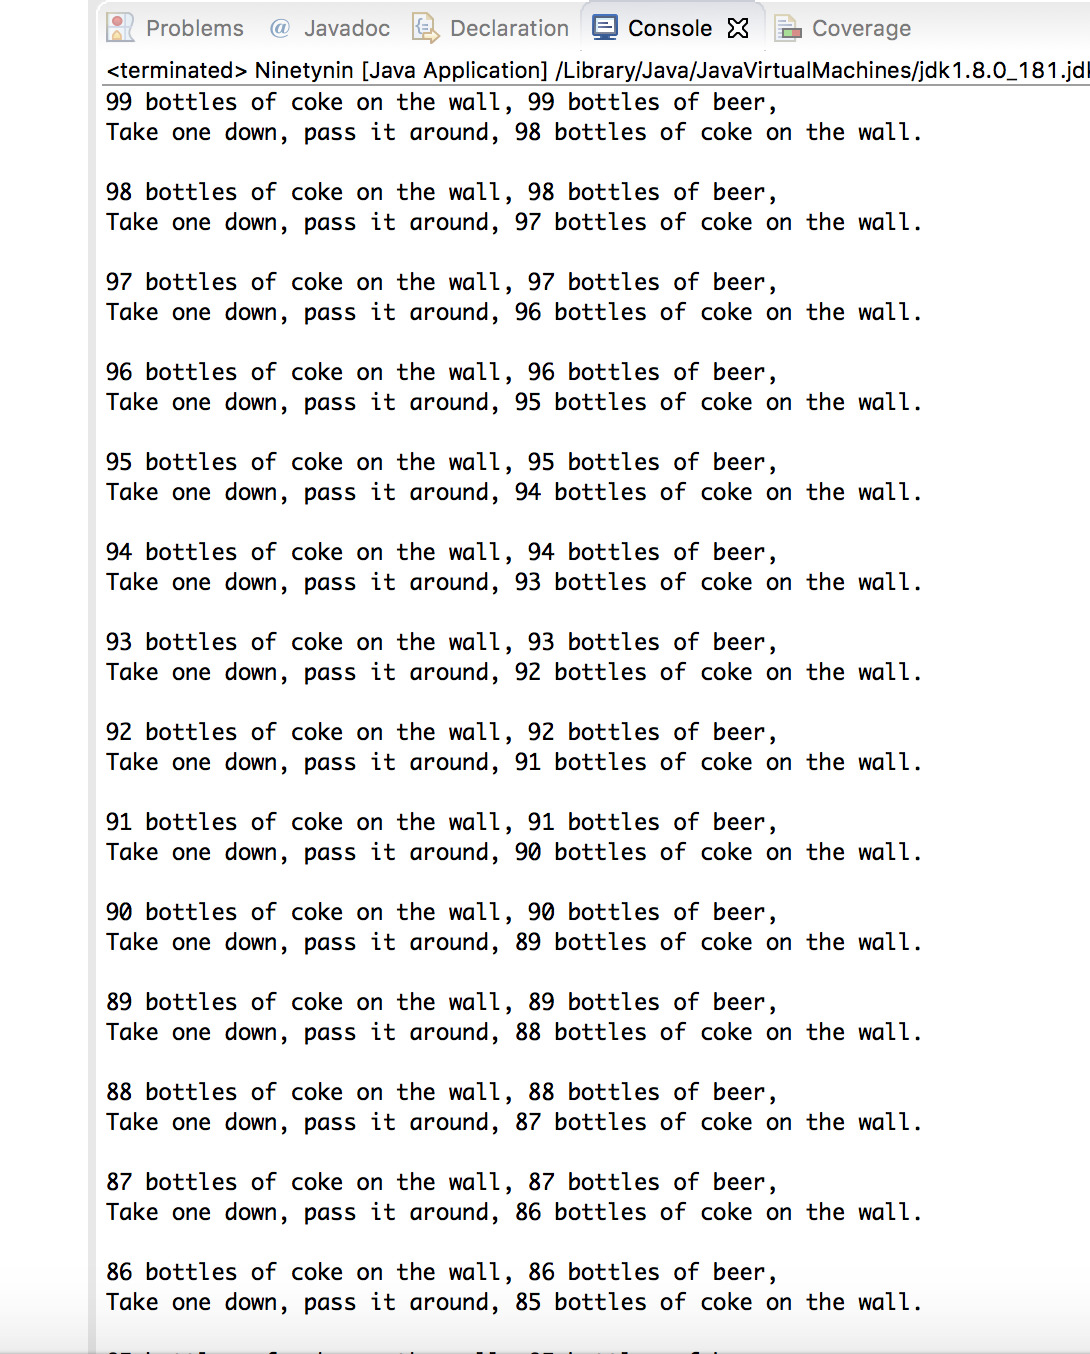 Problems @ Javadoc Declaration Console Coverage
<terminated> Ninetynin [Java Application] /Library/Java/JavaVirtualMachines/jdk1.8.0_181.jdk
99 bottles of coke on the wall, 99 bottles of beer,
Take one down, pass it around, 98 bottles of coke on the wall.
98 bottles of coke on the wall, 98 bottles of beer,
Take one down, pass it around, 97 bottles of coke on the wall.
97 bottles of coke on the wall, 97 bottles of beer,
Take one down, pass it around, 96 bottles of coke on the wall.
96 bottles of coke on the wall, 96 bottles of beer,
Take one down, pass it around, 95 bottles of coke on the wall.
95 bottles of coke on the wall, 95 bottles of beer,
Take one down, pass it around, 94 bottles of coke on the wall.
94 bottles of coke on the wall, 94 bottles of beer,
Take one down, pass it around, 93 bottles of coke on the wall.
93 bottles of coke on the wall, 93 bottles of beer,
Take one down, pass it around, 92 bottles of coke on the wall.
92 bottles of coke on the wall, 92 bottles of beer,
Take one down, pass it around, 91 bottles of coke on the wall.
91 bottles of coke on the wall, 91 bottles of beer,
Take one down, pass it around, 90 bottles of coke on the wall.
90 bottles of coke on the wall, 90 bottles of beer,
Take one down, pass it around, 89 bottles of coke on the wall.
89 bottles of coke on the wall, 89 bottles of beer,
Take one down, pass it around, 88 bottles of coke on the wall.
88 bottles of coke on the wall, 88 bottles of beer,
Take one down, pass it around, 87 bottles of coke on the wall.
87 bottles of coke on the wall, 87 bottles of beer,
Take one down, pass it around, 86 bottles of coke on the wall.
86 bottles of coke on the wall, 86 bottles of beer,
Take one down, pass it around, 85 bottles of coke on the wall.